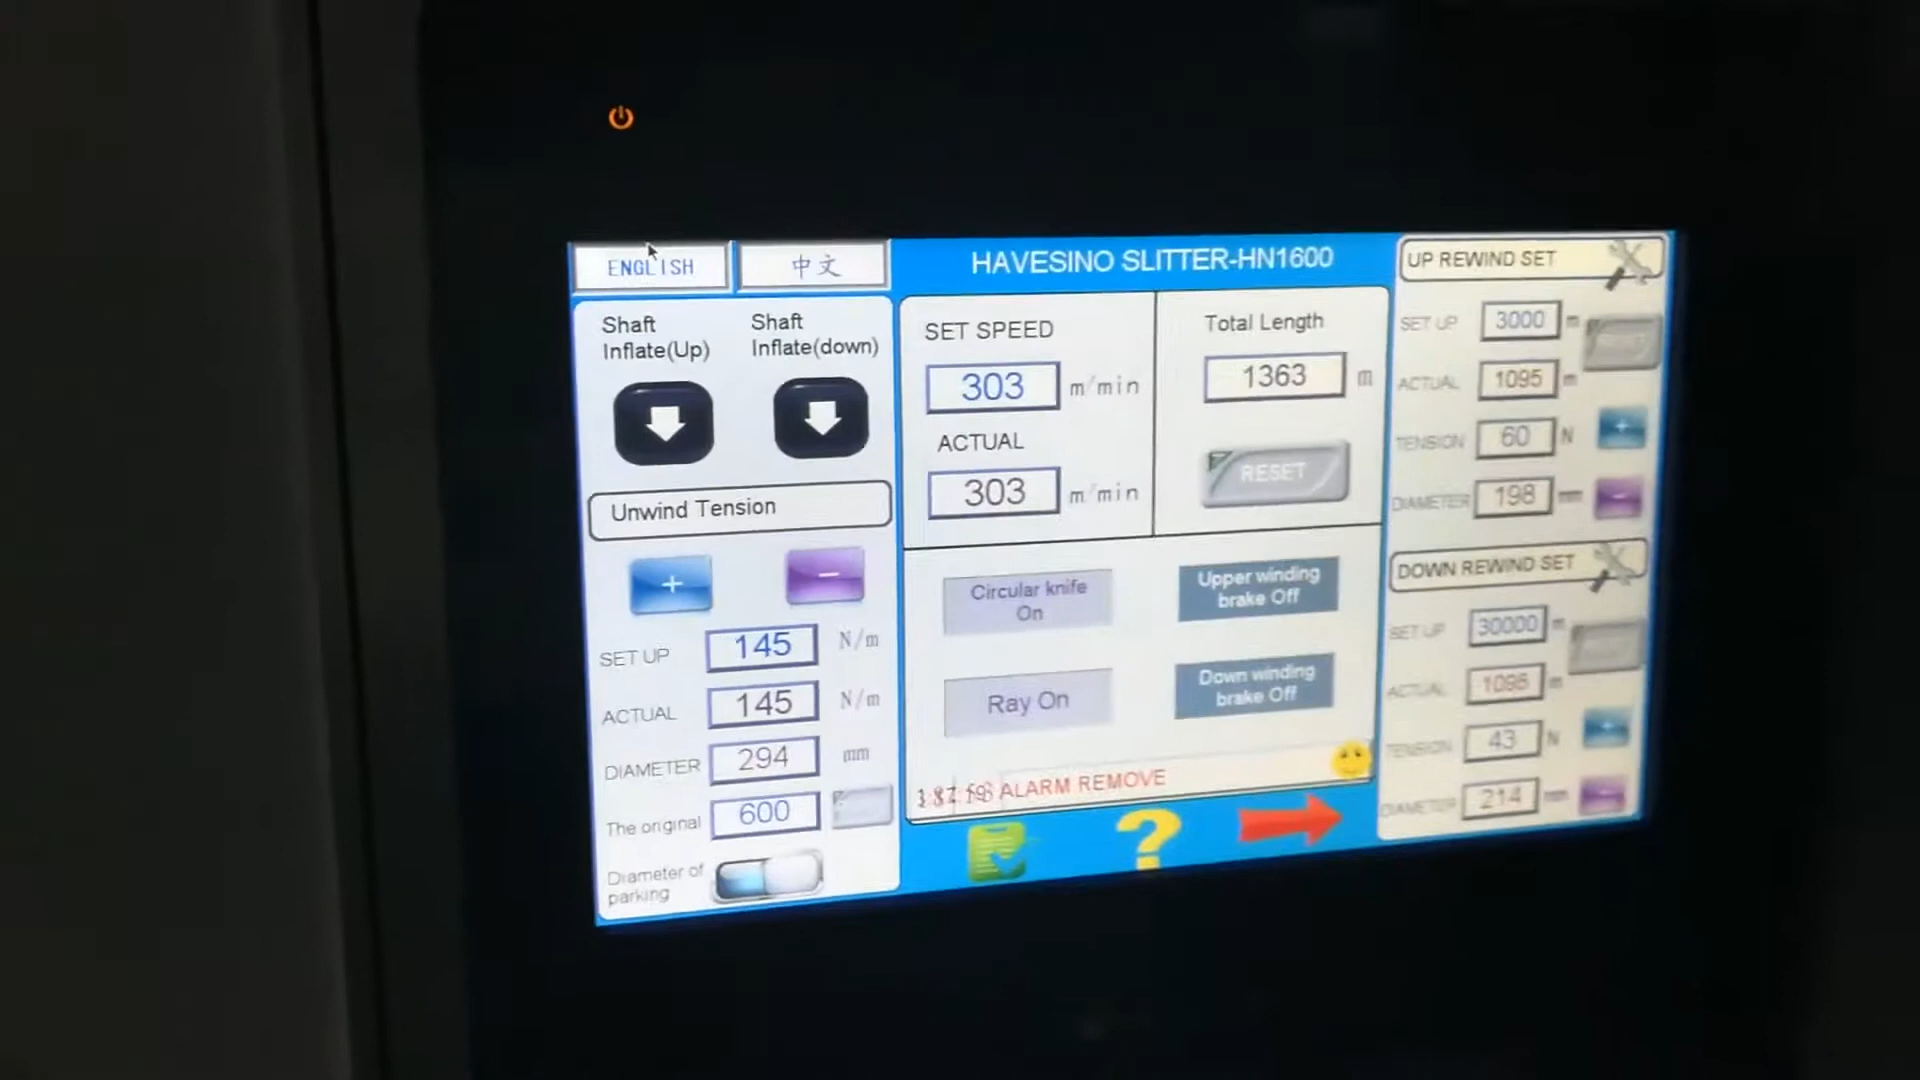 ENGLISH
中文
HAVESINO SLITTER-HN1600
Shaft
Inflate(Up)
Shaft
Inflate(down)
Unwind Tension
+
-
SET UP 145 N/m
ACTUAL 145 N/m
DIAMETER 294 mm
The original 600
Diameter of
parking
SET SPEED
303 m/min
ACTUAL
303 m/min
Total Length
1363 m
RESET
Circular knife
On
Upper winding
brake Off
Ray On
Down winding
brake Off
ALARM REMOVE
?
UP REWIND SET
SET UP 3000 m
ACTUAL 1095 m
TENSION 60 N
+
DIAMETER 198 mm
-
DOWN REWIND SET
SET UP 30000 m
ACTUAL 1095 m
TENSION 43 N
+
DIAMETER 214 mm
-